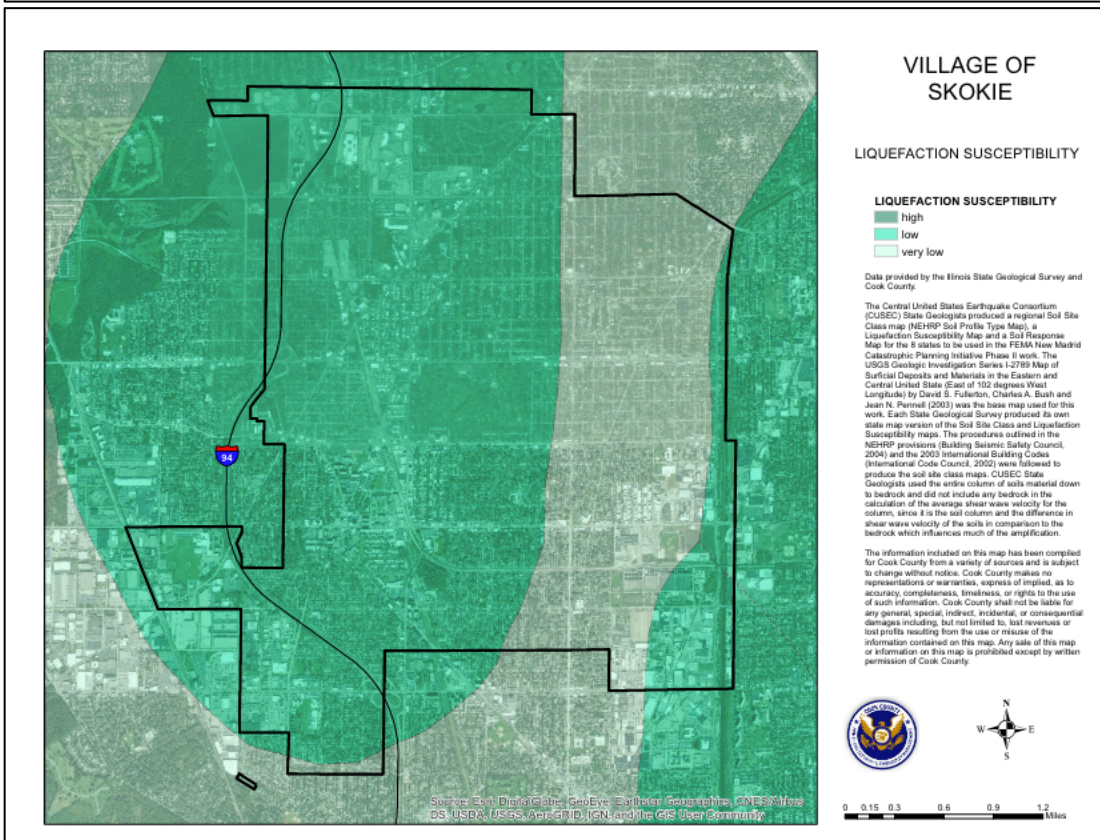 VILLAGE OF
SKOKIE
LIQUEFACTION SUSCEPTIBILITY
LIQUEFACTION SUSCEPTIBILITY
high
low
very low
Data provided by the Illinois State Geological Survey and
Cook County.
The Central United States Earthquake Consortium
(CUSEC) State Geologists produced a regional Soil Site
Class map (NEHRP Soil Profile Type Map), a
Liquefaction Susceptibility Map and a Soil Response
Map for the 8 states to be used in the FEMA New Madrid
Catastrophic Planning Initiative Phase II work. The
USGS Geologic Investigation Series I-2789 Map of
Surficial Deposits and Materials in the Eastern and
Central United State (East of 102 degrees West
Longitude) by David S. Fullerton, Charles A. Bush and
Jean N. Pennell (2003) was the base map used for this
work. Each State Geological Survey produced its own
state map version of the Soil Site Class and Liquefaction
Susceptibility maps. The procedures outlined in the
NEHRP provisions (Building Seismic Safety Council,
2004) and the 2003 International Building Codes
(International Code Council, 2002) were followed to
produce the soil site class maps. CUSEC State
Geologists used the entire column of soils material down
to bedrock and did not include any bedrock in the
calculation of the average shear wave velocity for the
column, since it is the soil column and the difference in
shear wave velocity of the soils in comparison to the
bedrock which influences much of the amplification.
The information included on this map has been compiled
for Cook County from a variety of sources and is subject
to change without notice. Cook County makes no
representations or warranties, express of implied, as to
accuracy, completeness, timeliness, or rights to the use
of such information. Cook County shall not be liable for
any general, special, indirect, incidental, or consequential
damages including, but not limited to, lost revenues or
lost profits resulting from the use or misuse of the
information contained on this map. Any sale of this map
or information on this map is prohibited except by written
permission of Cook County.
94
COOK COUNTY
N
W E
S
Source: Esri, DigitalGlobe, GeoEye, Earthstar Geographics, CNES/Airbus
DS, USDA, USGS, AeroGRID, IGN, and the GIS User Community
0 0.15 0.3 0.6 0.9 1.2
Miles